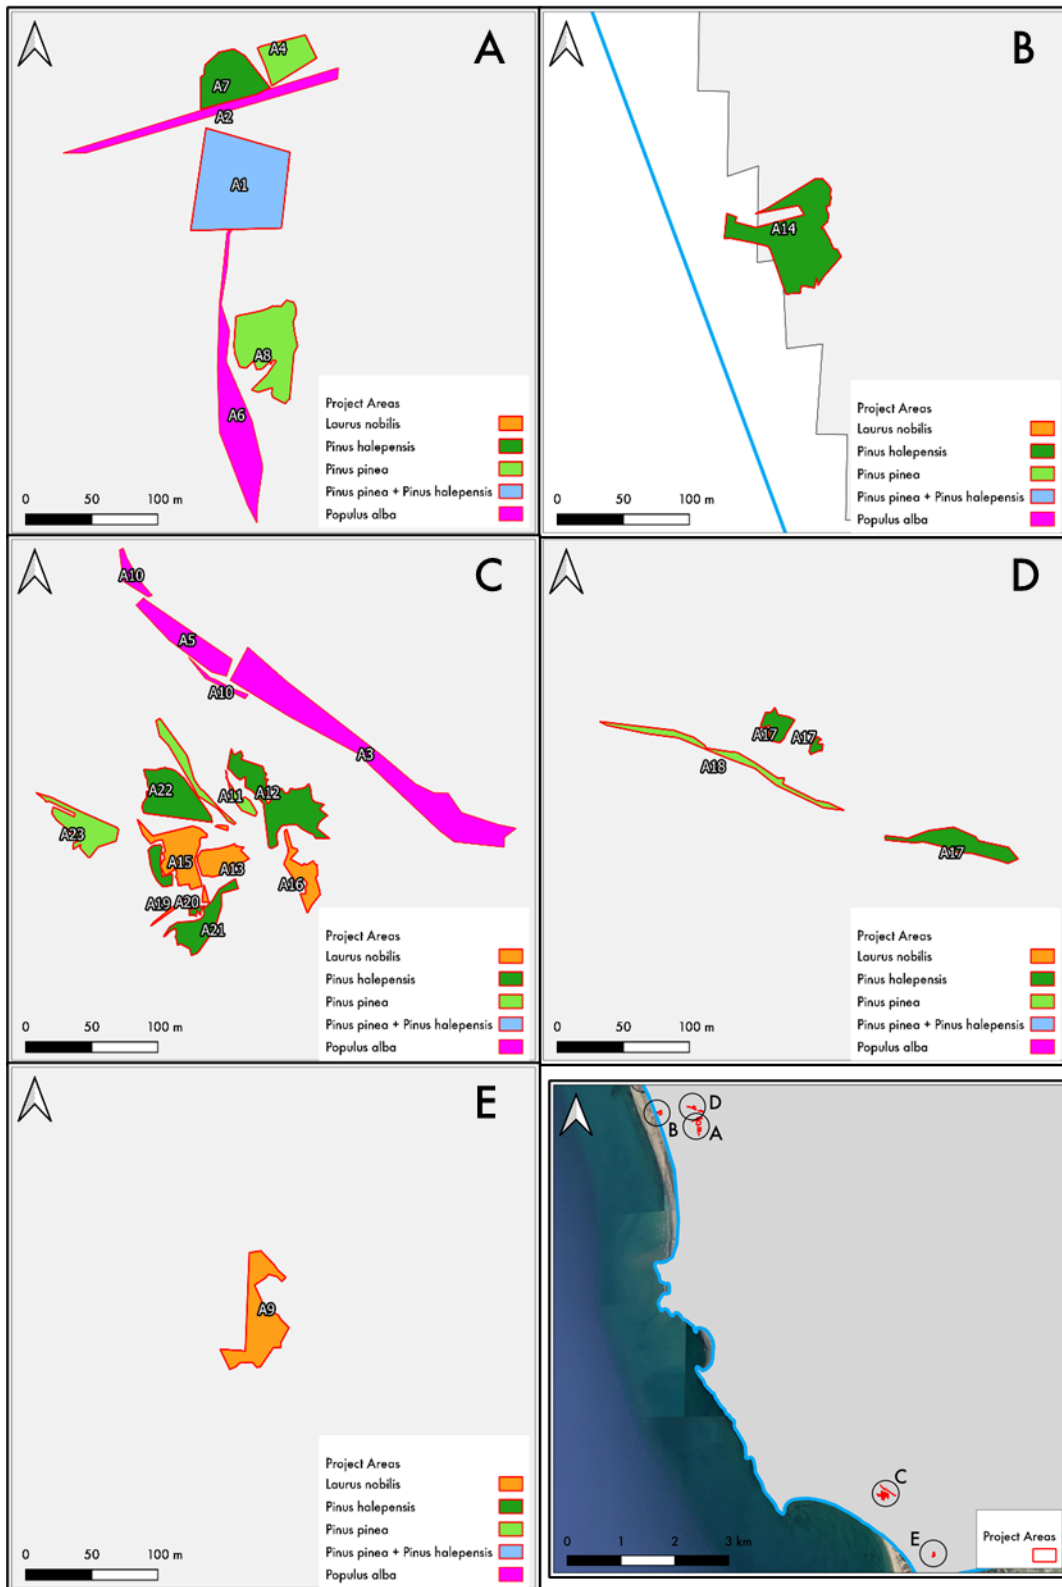 A
A4
A7
A2
A1
A8
A6
Project Areas
Laurus nobilis
Pinus halepensis
Pinus pinea
Pinus pinea + Pinus halepensis
Populus alba
0 50 100 m
B
A14
Project Areas
Laurus nobilis
Pinus halepensis
Pinus pinea
Pinus pinea + Pinus halepensis
Populus alba
0 50 100 m
C
A10
A5
A10
A3
A22
A11
A12
A23
A15
A13
A16
A19
A20
A21
Project Areas
Laurus nobilis
Pinus halepensis
Pinus pinea
Pinus pinea + Pinus halepensis
Populus alba
0 50 100 m
D
A17
A17
A18
A17
Project Areas
Laurus nobilis
Pinus halepensis
Pinus pinea
Pinus pinea + Pinus halepensis
Populus alba
0 50 100 m
E
A9
Project Areas
Laurus nobilis
Pinus halepensis
Pinus pinea
Pinus pinea + Pinus halepensis
Populus alba
0 50 100 m
D
B
A
C
E
0 1 2 3 km
Project Areas